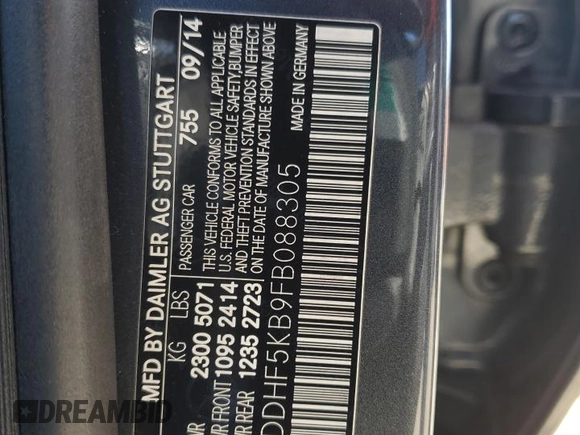 MFD BY DAIMLER AG STUTTGART
PASSENGER CAR 755 09/14
KG LBS
2300 5071
FRONT 1095 2414
REAR 1235 2723
THIS VEHICLE CONFORMS TO ALL APPLICABLE
U.S. FEDERAL MOTOR VEHICLE SAFETY, BUMPER
AND THEFT PREVENTION STANDARDS IN EFFECT
ON THE DATE OF MANUFACTURE SHOWN ABOVE
MADE IN GERMANY
DDHF5KB9FB088305
DREAMBID